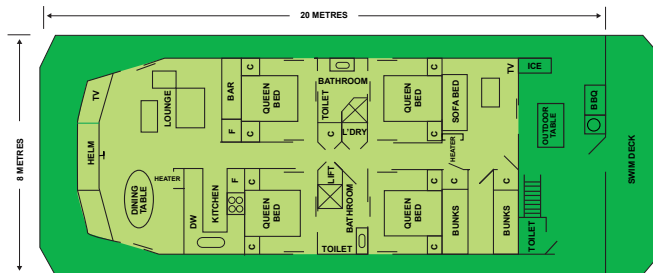 20 METRES
8 METRES
TV
LOUNGE
BAR
C
QUEEN
BED
BATHROOM
TOILET
C
QUEEN
BED
SOFA BED
TV
ICE
BBQ
F
C
C
L'DRY
C
OUTDOOR
TABLE
HELM
HEATER
SWIM DECK
DINING
TABLE
HEATER
DW
KITCHEN
F
C
QUEEN
BED
C
LIFT
BATHROOM
TOILET
C
QUEEN
BED
C
C
BUNKS
C
BUNKS
TOILET